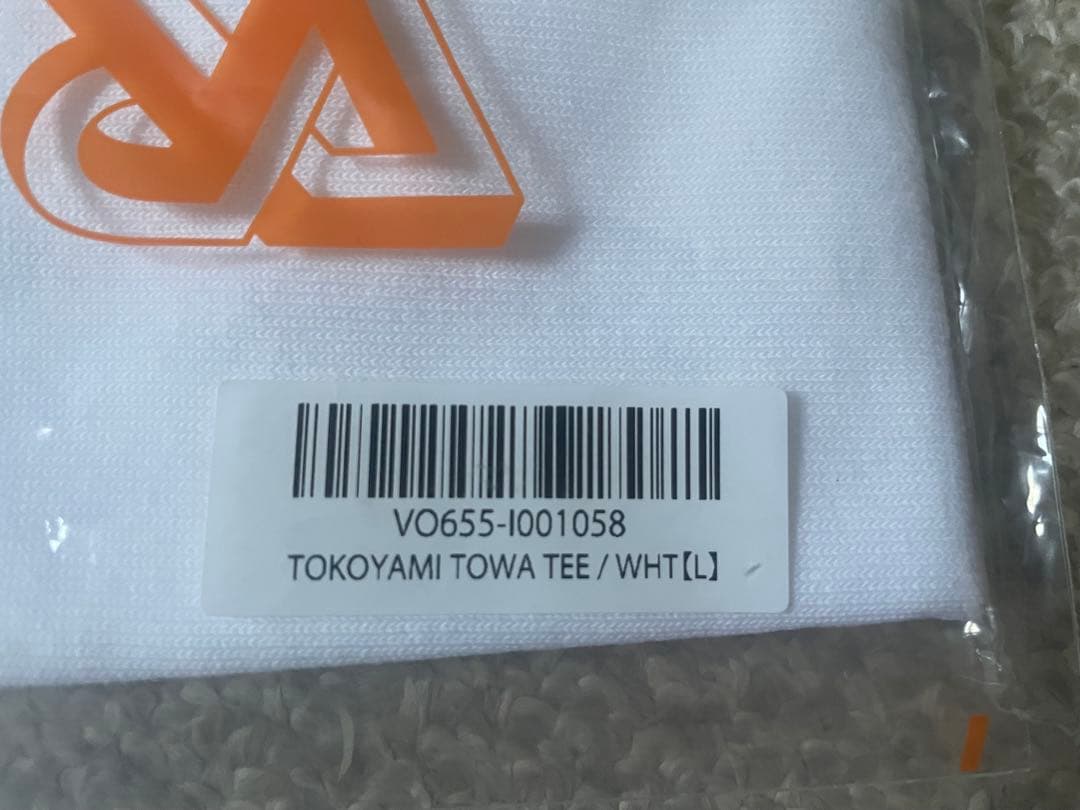 VO655-I001058
TOKOYAMI TOWA TEE / WHT【L】